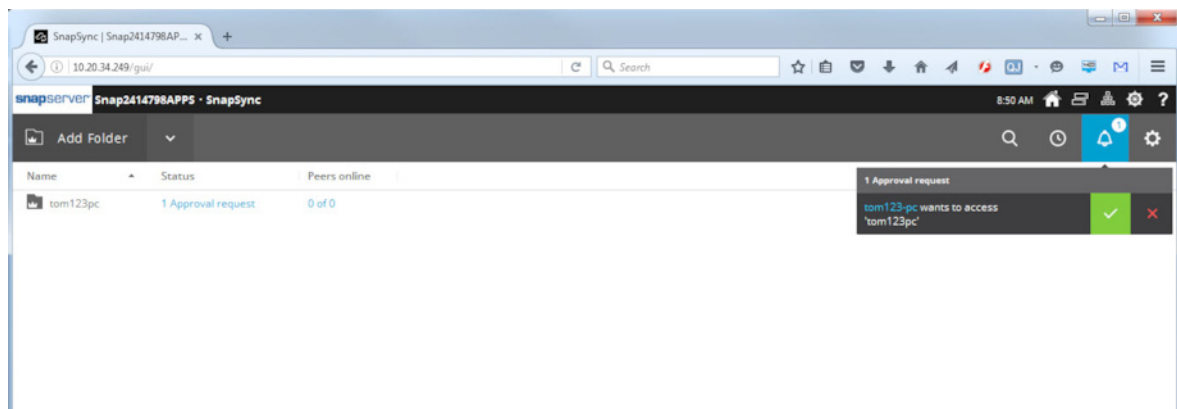 SnapSync | Snap2414798AP... × +
10.20.34.249/gui/
Search
snapserver Snap2414798APPS · SnapSync
8:50 AM
?
Add Folder
1
Name Status Peers online
tom123pc 1 Approval request 0 of 0
1 Approval request
tom123-pc wants to access
'tom123pc'